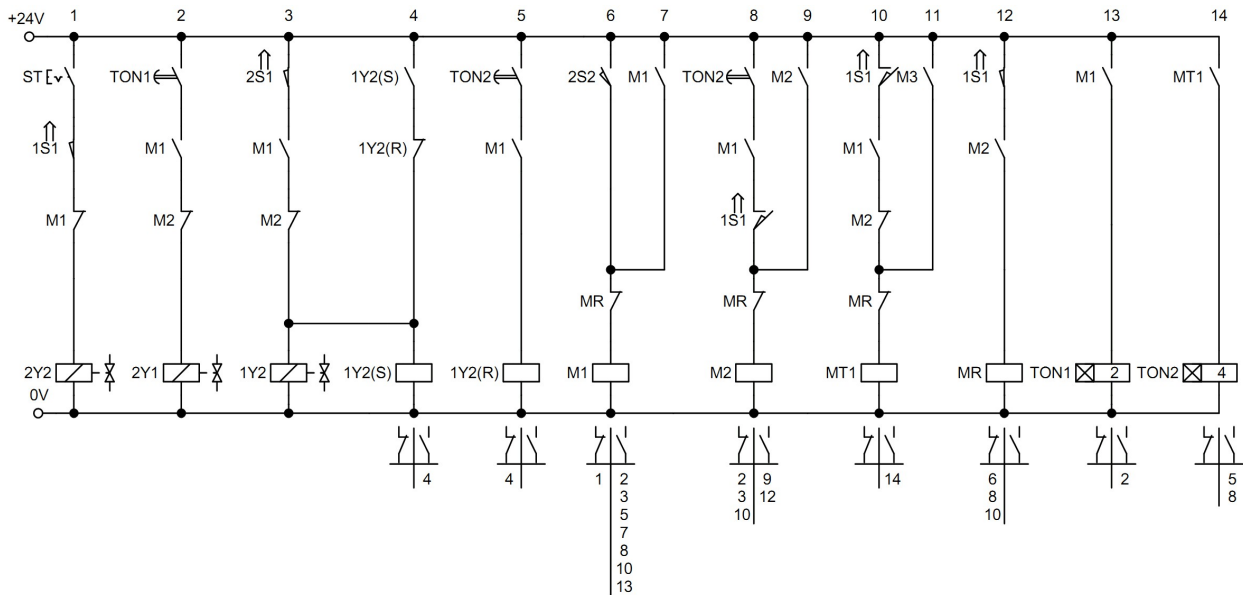 1 2 3 4 5 6 7 8 9 10 11 12 13 14
+24V
ST TON1 2S1 1Y2(S) TON2 2S2 M1 TON2 M2 1S1 M3 1S1 M1 MT1
1S1 M1 M1 1Y2(R) M1 M1 M1 M2
M1 M2 M2 1S1 M2
MR MR MR
2Y2 2Y1 1Y2 1Y2(S) 1Y2(R) M1 M2 MT1 MR TON1 2 TON2 4
0V
4 4 1 2 2 9 14 6 2 5
3 3 12 8 8
5 10 10
7
8
10
13